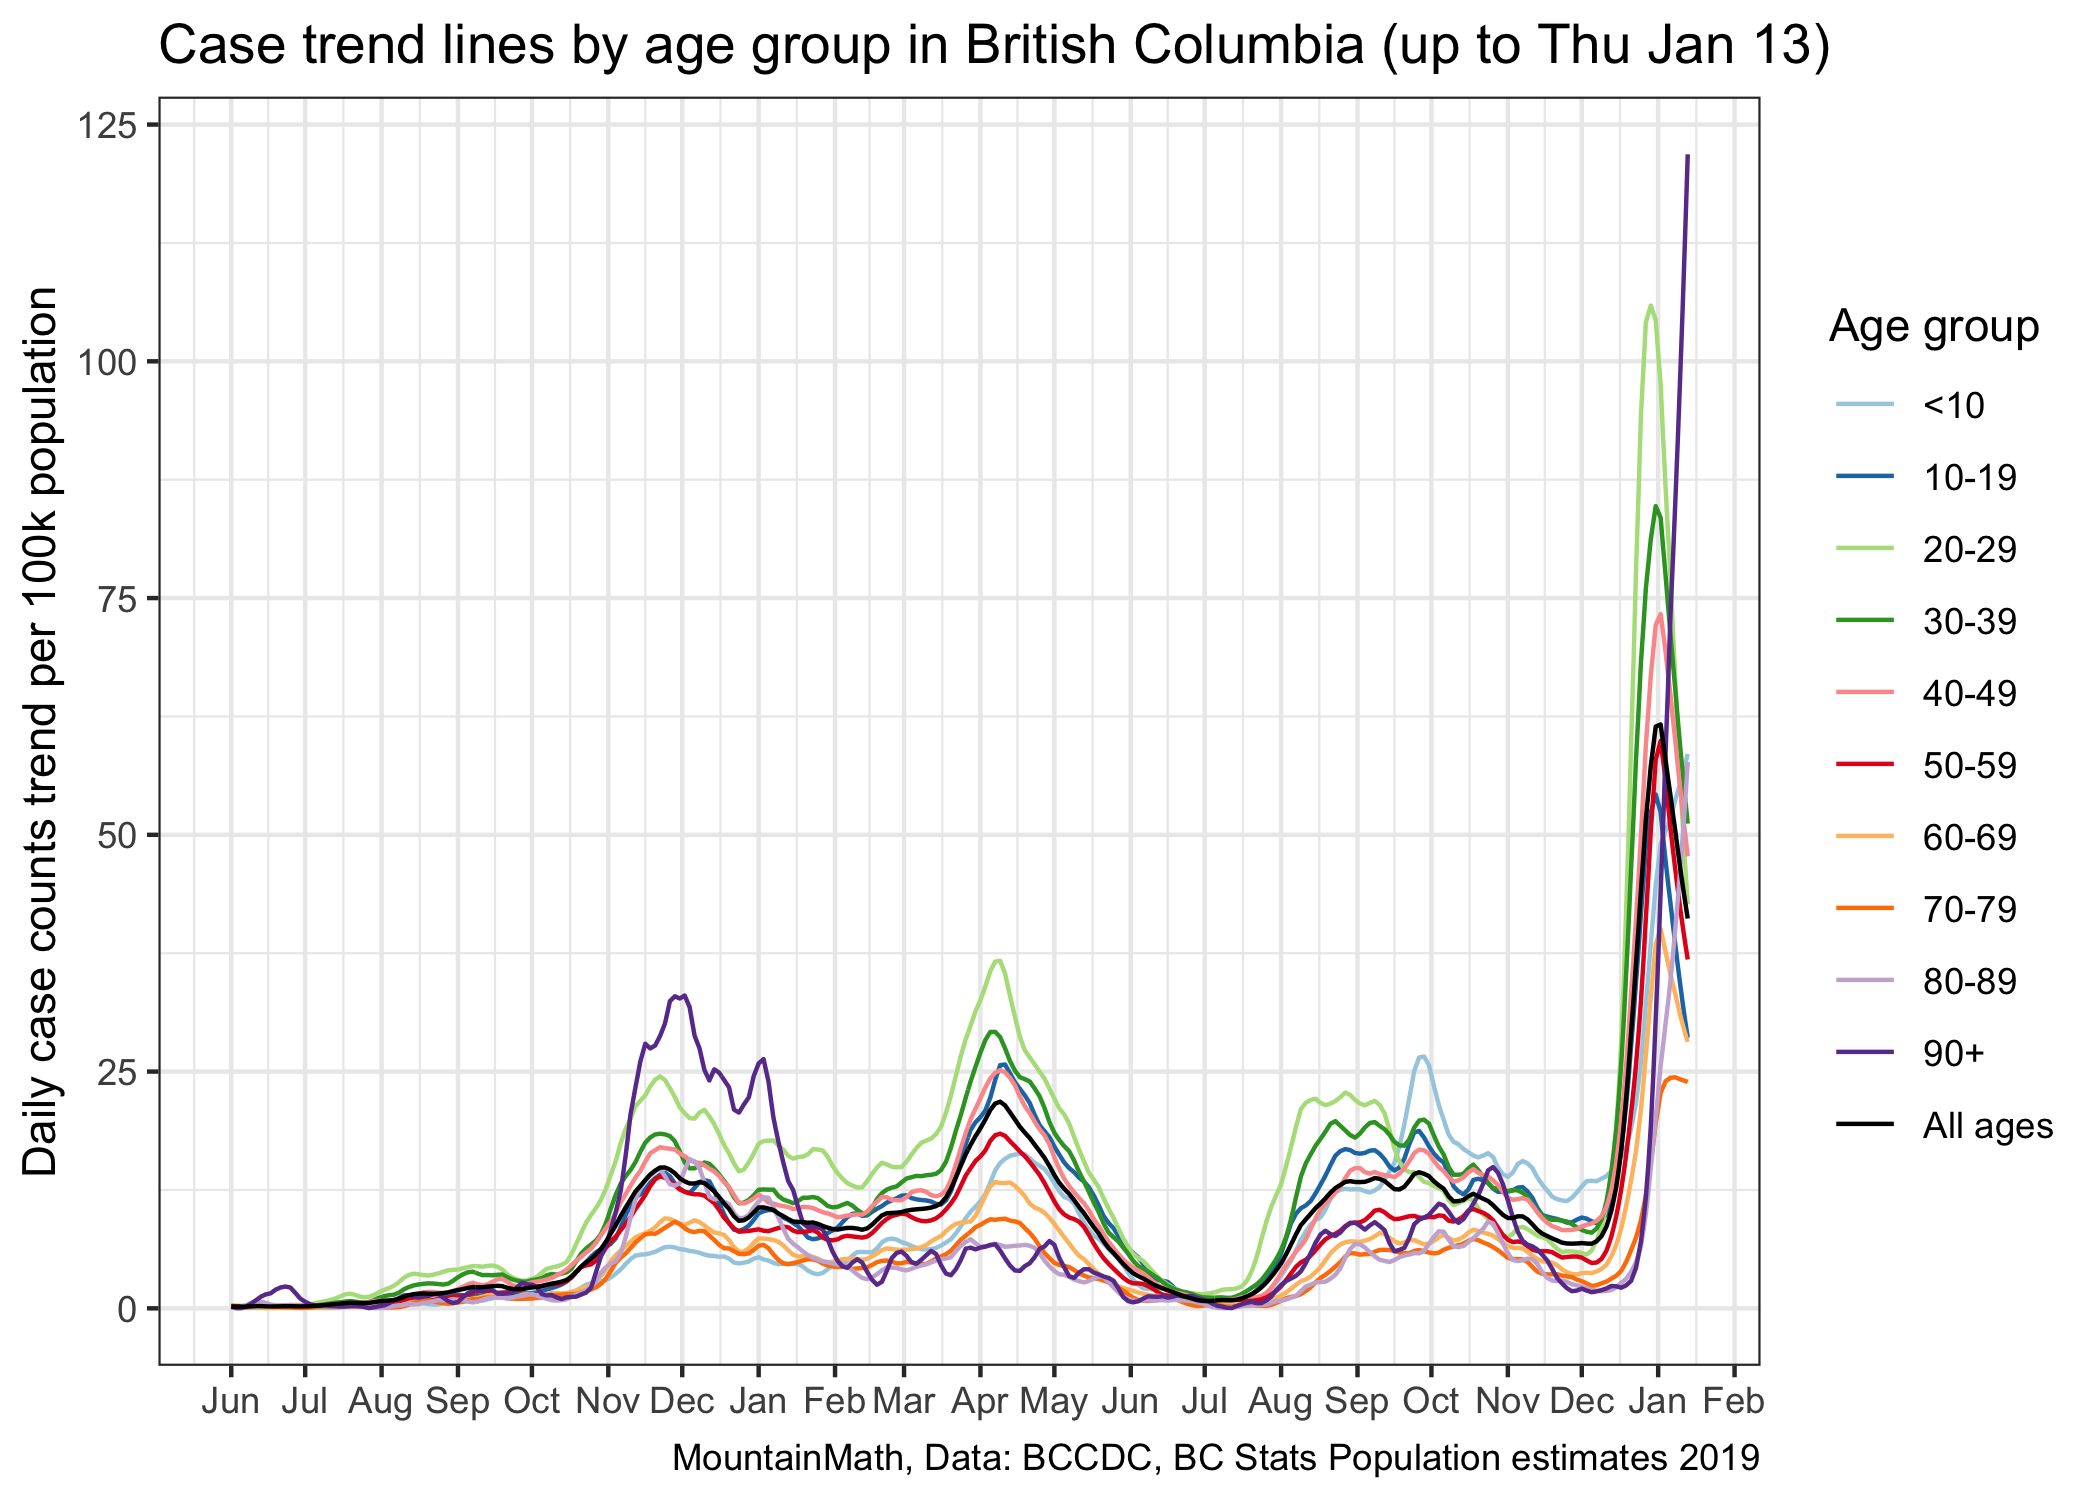 Case trend lines by age group in British Columbia (up to Thu Jan 13)
Daily case counts trend per 100k population
125
100
75
50
25
0
Jun Jul Aug Sep Oct Nov Dec Jan Feb Mar Apr May Jun Jul Aug Sep Oct Nov Dec Jan Feb
Age group
<10
10-19
20-29
30-39
40-49
50-59
60-69
70-79
80-89
90+
All ages
MountainMath, Data: BCCDC, BC Stats Population estimates 2019